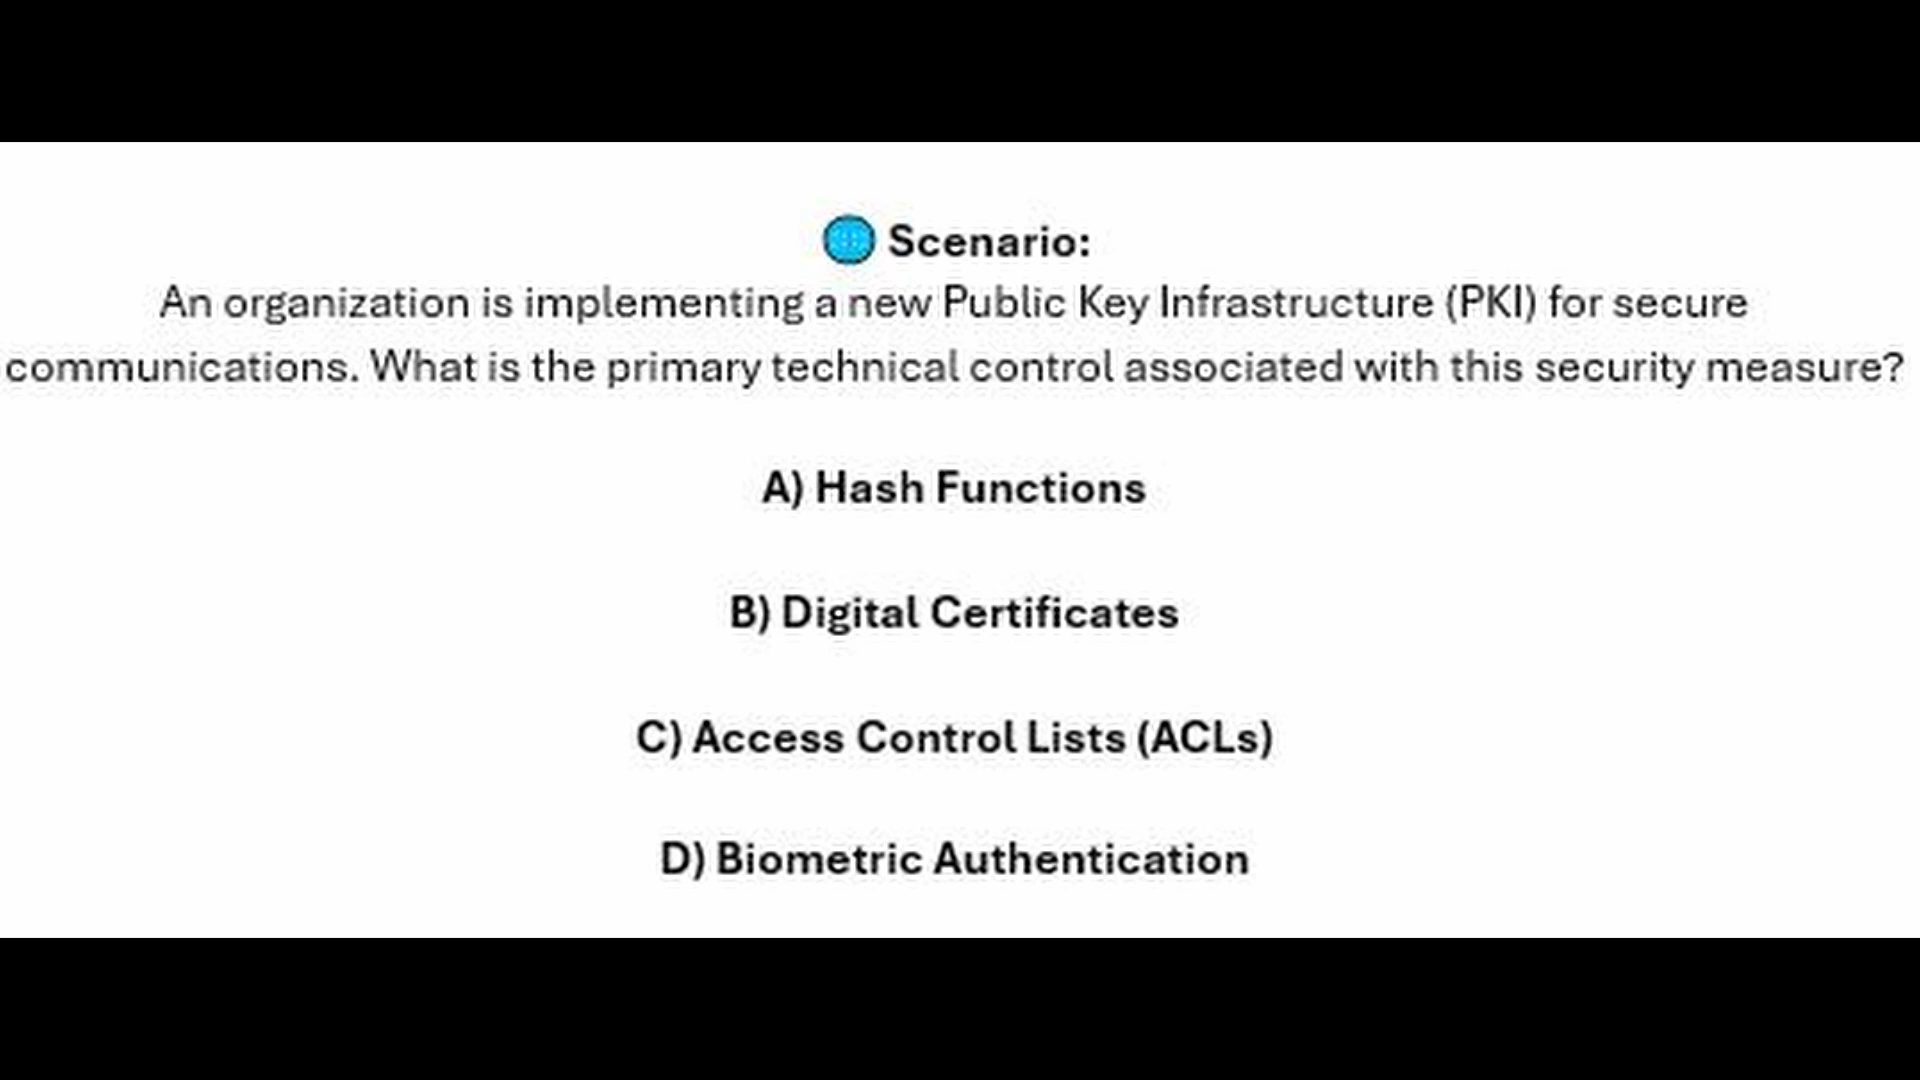 Scenario:
An organization is implementing a new Public Key Infrastructure (PKI) for secure
communications. What is the primary technical control associated with this security measure?
A) Hash Functions
B) Digital Certificates
C) Access Control Lists (ACLs)
D) Biometric Authentication